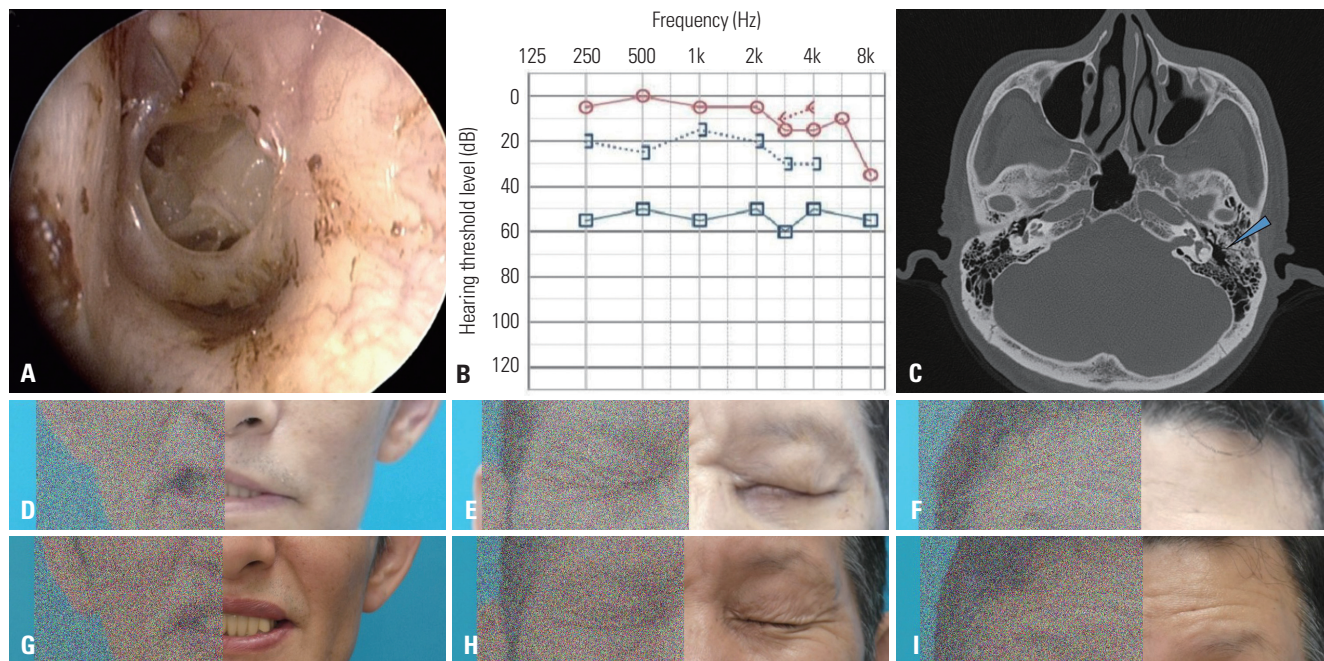 Frequency (Hz)
125 250 500 1k 2k 4k 8k
Hearing threshold level (dB)
0
20
40
60
80
100
120
A
B
C
D
E
F
G
H
I